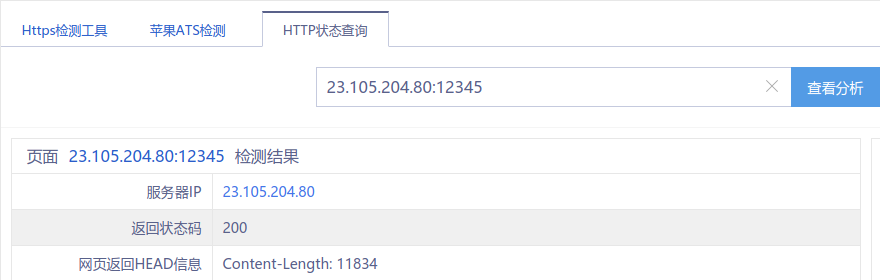 Https检测工具 苹果ATS检测 HTTP状态查询
23.105.204.80:12345 查看分析
页面 23.105.204.80:12345 检测结果
服务器IP 23.105.204.80
返回状态码 200
网页返回HEAD信息 Content-Length: 11834